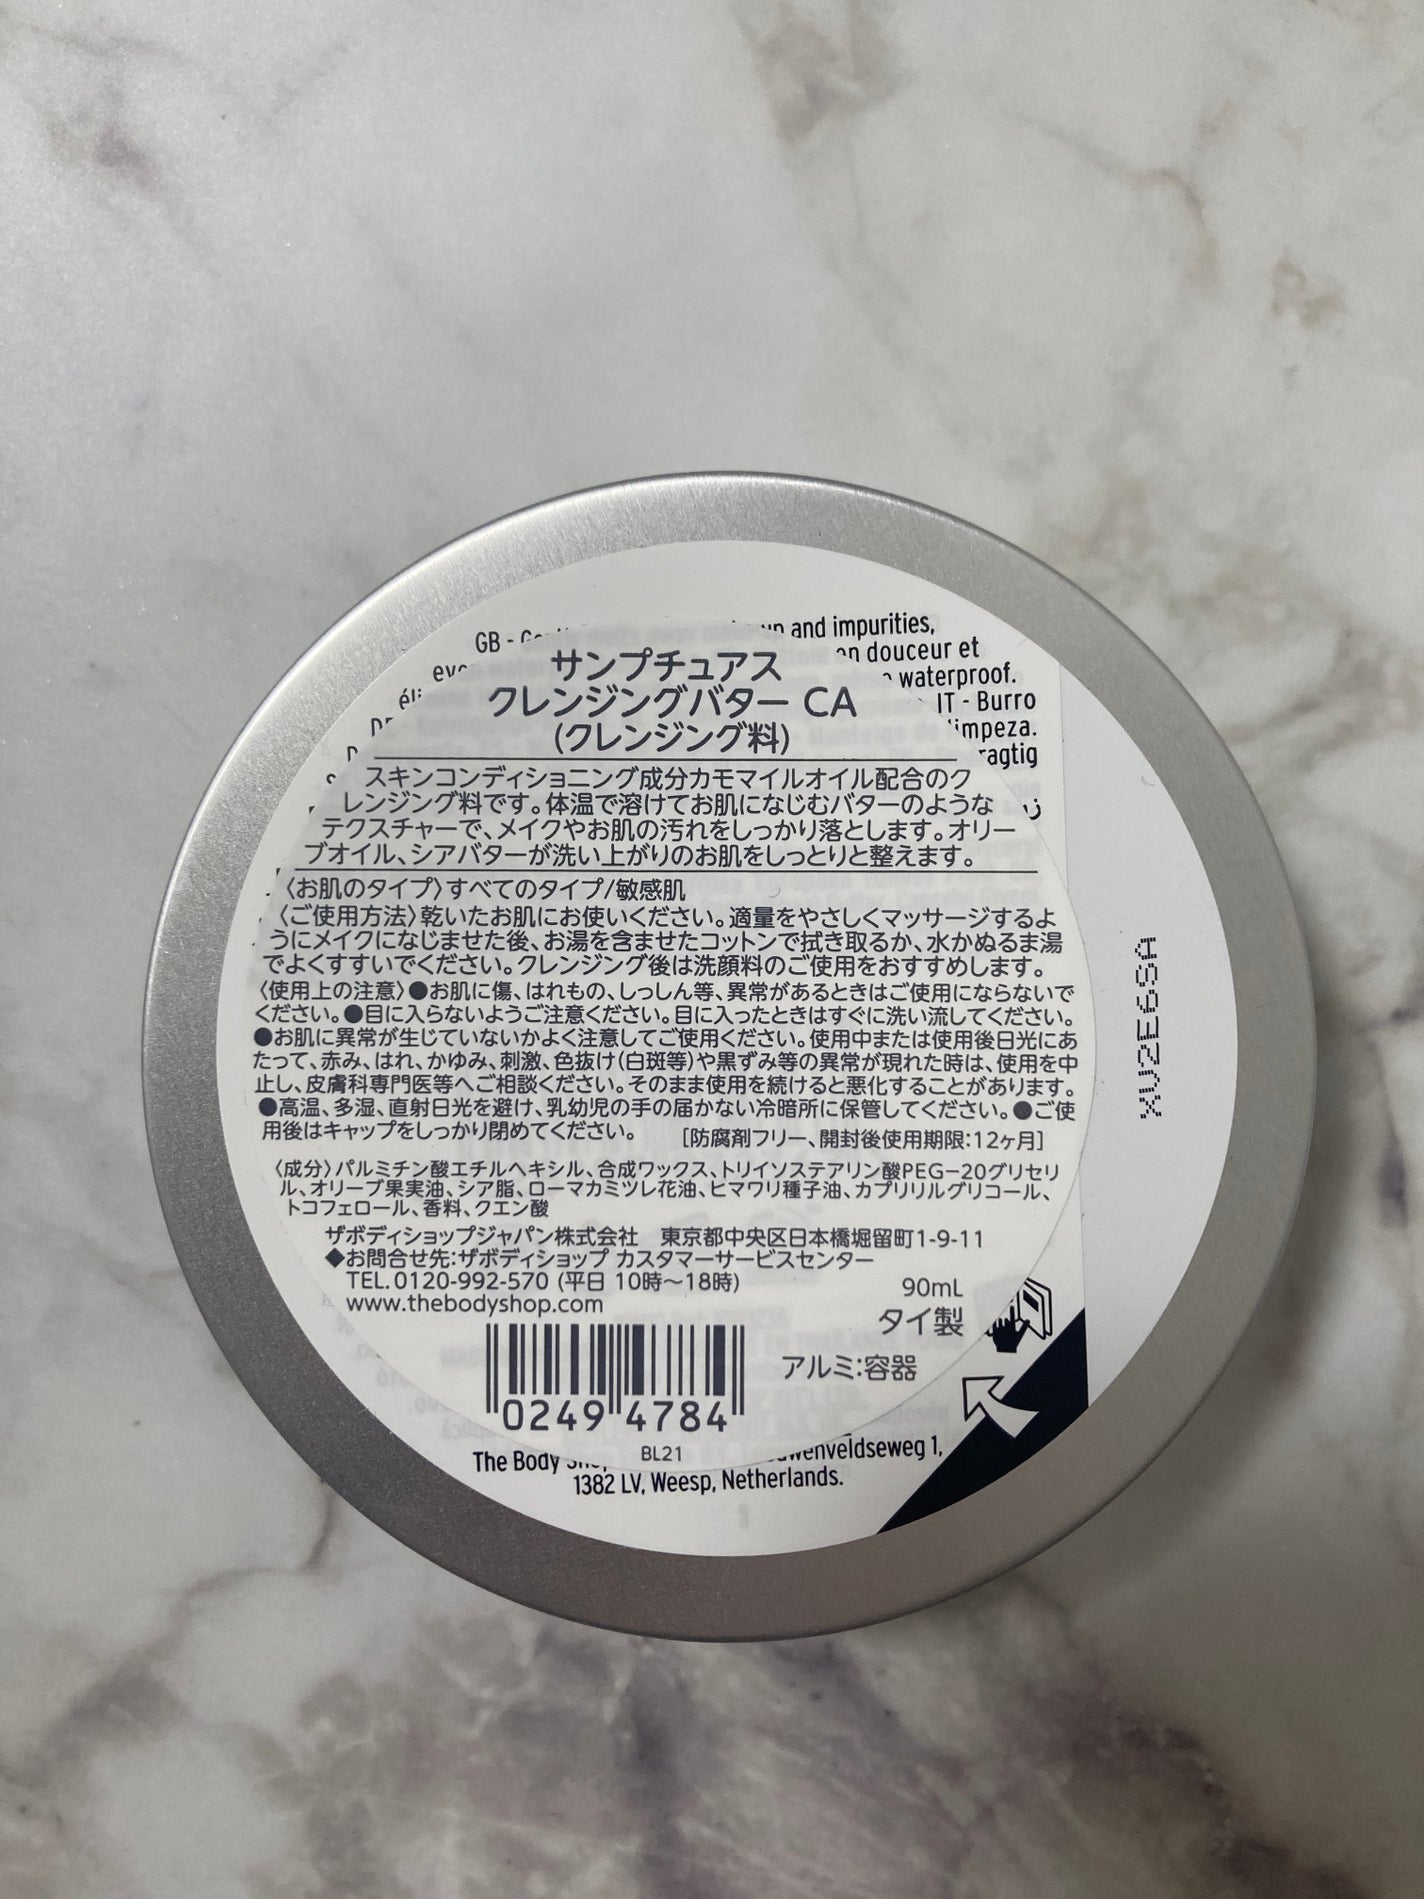 GB -
up and impurities,
en douceur et
waterproof.
IT - Burro
limpeza.
サンプチュアス
クレンジングバター CA
(クレンジング料)
スキンコンディショニング成分カモマイルオイル配合のク
レンジング料です。体温で溶けてお肌になじむバターのような
テクスチャーで、メイクやお肌の汚れをしっかり落とします。オリー
ブオイル、シアバターが洗い上がりのお肌をしっとりと整えます。
〈お肌のタイプ〉すべてのタイプ/敏感肌
〈ご使用方法〉乾いたお肌にお使いください。適量をやさしくマッサージするよ
うにメイクになじませた後、お湯を含ませたコットンで拭き取るか、水かぬるま湯
でよくすすいでください。クレンジング後は洗顔料のご使用をおすすめします。
〈使用上の注意〉●お肌に傷、はれもの、しっしん等、異常があるときはご使用にならないで
ください。●目に入らないようご注意ください。目に入ったときはすぐに洗い流してください。
●お肌に異常が生じていないかよく注意してご使用ください。使用中または使用後日光にあ
たって、赤み、はれ、かゆみ、刺激、色抜け(白斑等)や黒ずみ等の異常が現れた時は、使用を中
止し、皮膚科専門医等へご相談ください。そのまま使用を続けると悪化することがあります。
●高温、多湿、直射日光を避け、乳幼児の手の届かない冷暗所に保管してください。●ご使
用後はキャップをしっかり閉めてください。 [防腐剤フリー、開封後使用期限:12ヶ月]
〈成分〉パルミチン酸エチルヘキシル、合成ワックス、トリイソステアリン酸PEG-20グリセリ
ル、オリーブ果実油、シア脂、ローマカミツレ花油、ヒマワリ種子油、カプリリルグリコール、
トコフェロール、香料、クエン酸
ザボディショップジャパン株式会社 東京都中央区日本橋堀留町1-9-11
◆お問合せ先:ザボディショップ カスタマーサービスセンター
TEL.0120-992-570 (平日 10時～18時)
www.thebodyshop.com
90mL
タイ製
アルミ:容器
0249 4784
BL21
The Body
1,
1382 LV, Weesp, Netherlands.